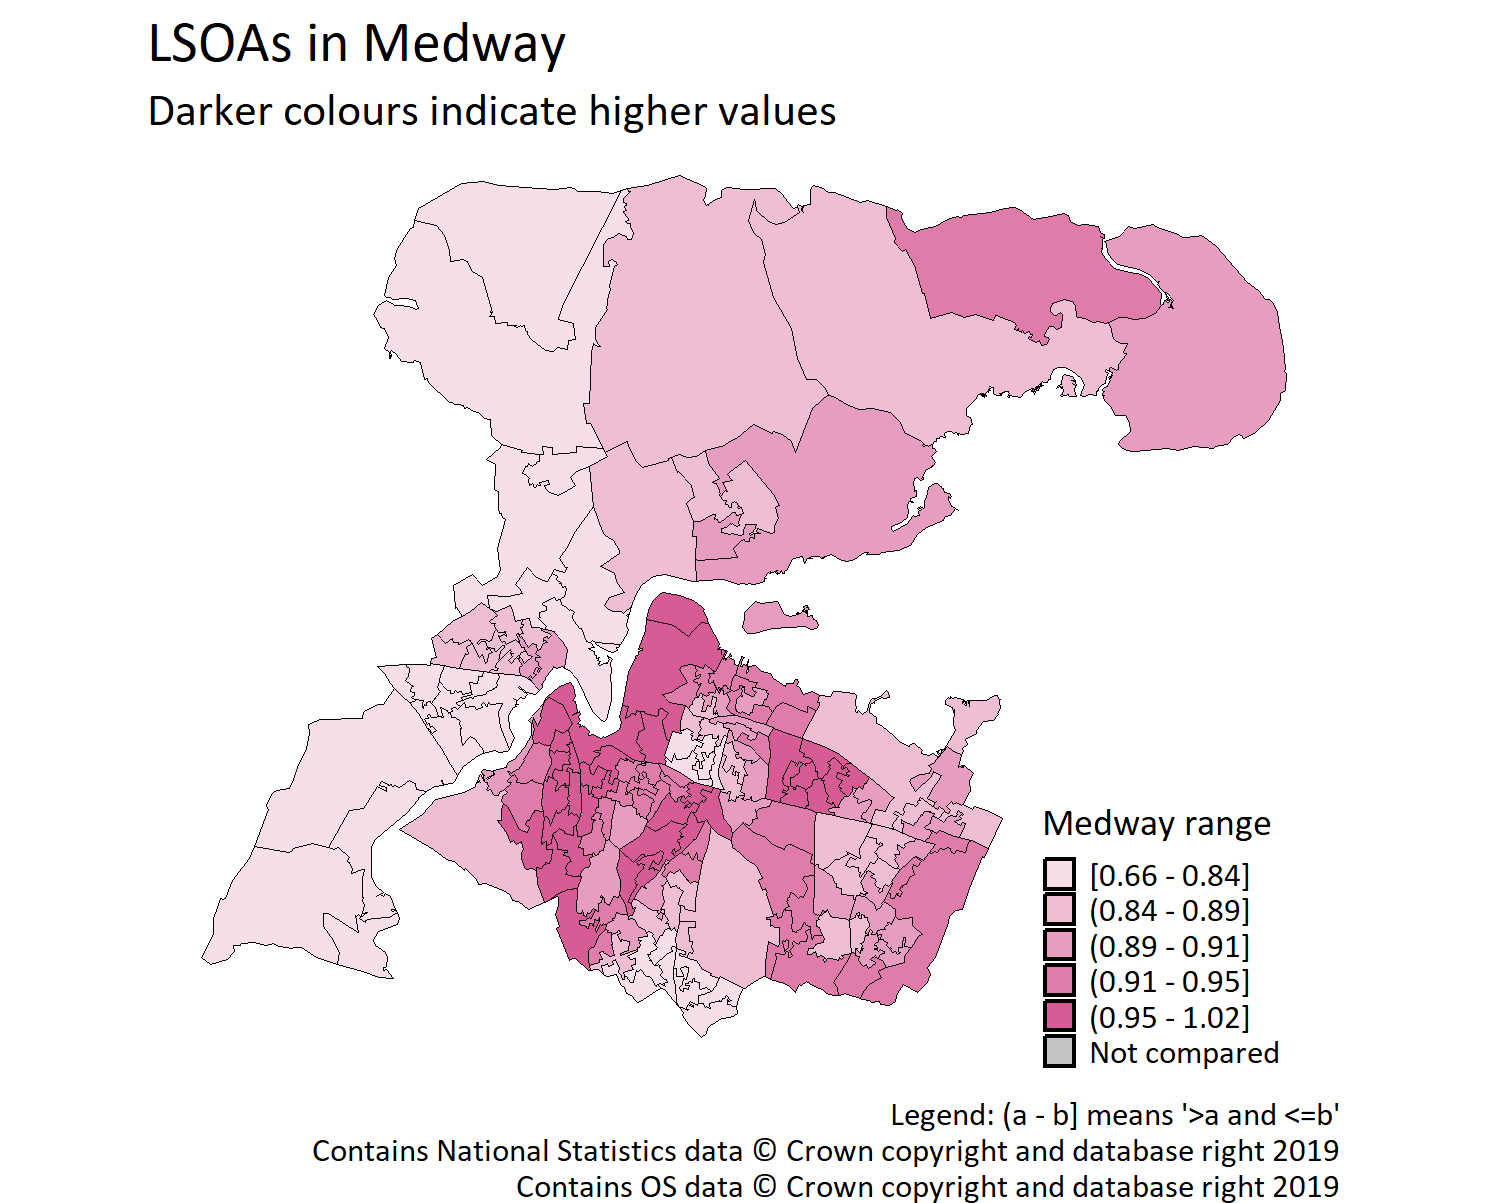 LSOAs in Medway
Darker colours indicate higher values
Medway range
[0.66 - 0.84]
(0.84 - 0.89]
(0.89 - 0.91]
(0.91 - 0.95]
(0.95 - 1.02]
Not compared
Legend: (a - b] means '>a and <=b'
Contains National Statistics data © Crown copyright and database right 2019
Contains OS data © Crown copyright and database right 2019